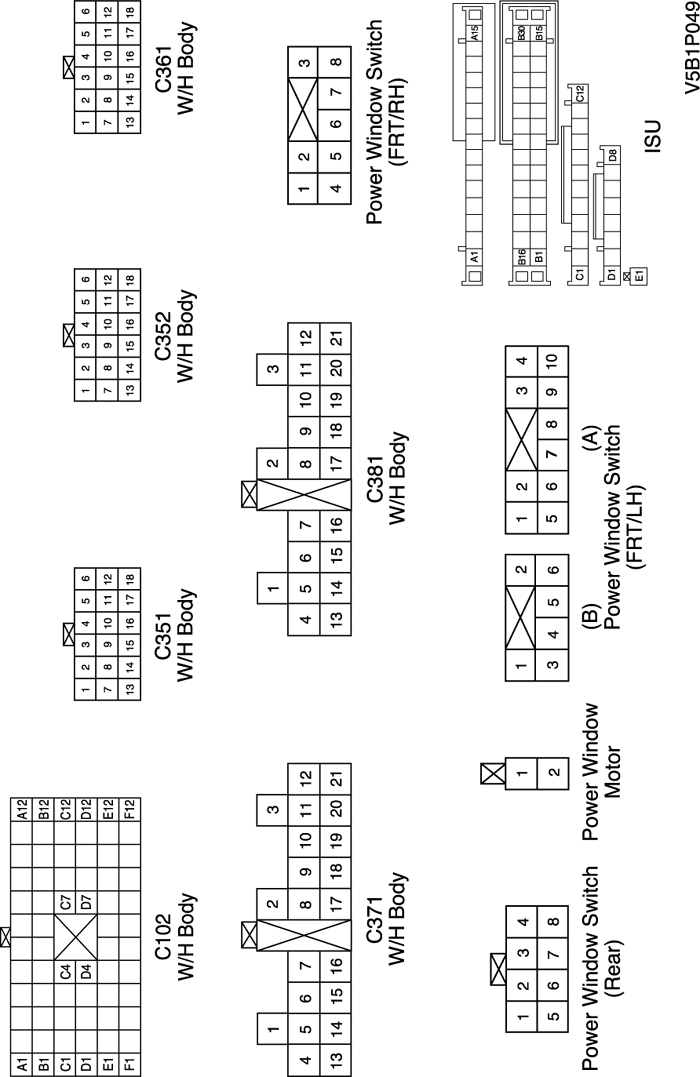 A1 A12
B1 B12
C1 C4 C7 C12
D1 D4 D7 D12
E1 E12
F1 F12
C102
W/H Body
1 2 3 4 5 6
7 8 9 10 11 12
13 14 15 16 17 18
C351
W/H Body
1 2 3 4 5 6
7 8 9 10 11 12
13 14 15 16 17 18
C352
W/H Body
1 2 3 4 5 6
7 8 9 10 11 12
13 14 15 16 17 18
C361
W/H Body
1 2 3
4 5 6 7 8 9 10 11 12
13 14 15 16 17 18 19 20 21
C371
W/H Body
1 2 3
4 5 6 7 8 9 10 11 12
13 14 15 16 17 18 19 20 21
C381
W/H Body
1 2 3
4 5 6 7 8
Power Window Switch
(FRT/RH)
1 2 3 4
5 6 7 8
Power Window Switch
(Rear)
1
2
Power Window
Motor
1 2
3 4 5 6
(B)
1 2 3 4
5 6 7 8 9 10
(A)
Power Window Switch
(FRT/LH)
A1 A15
B16 B30
B1 B15
C1 C12
D1 D8
E1
ISU
V5B1P049